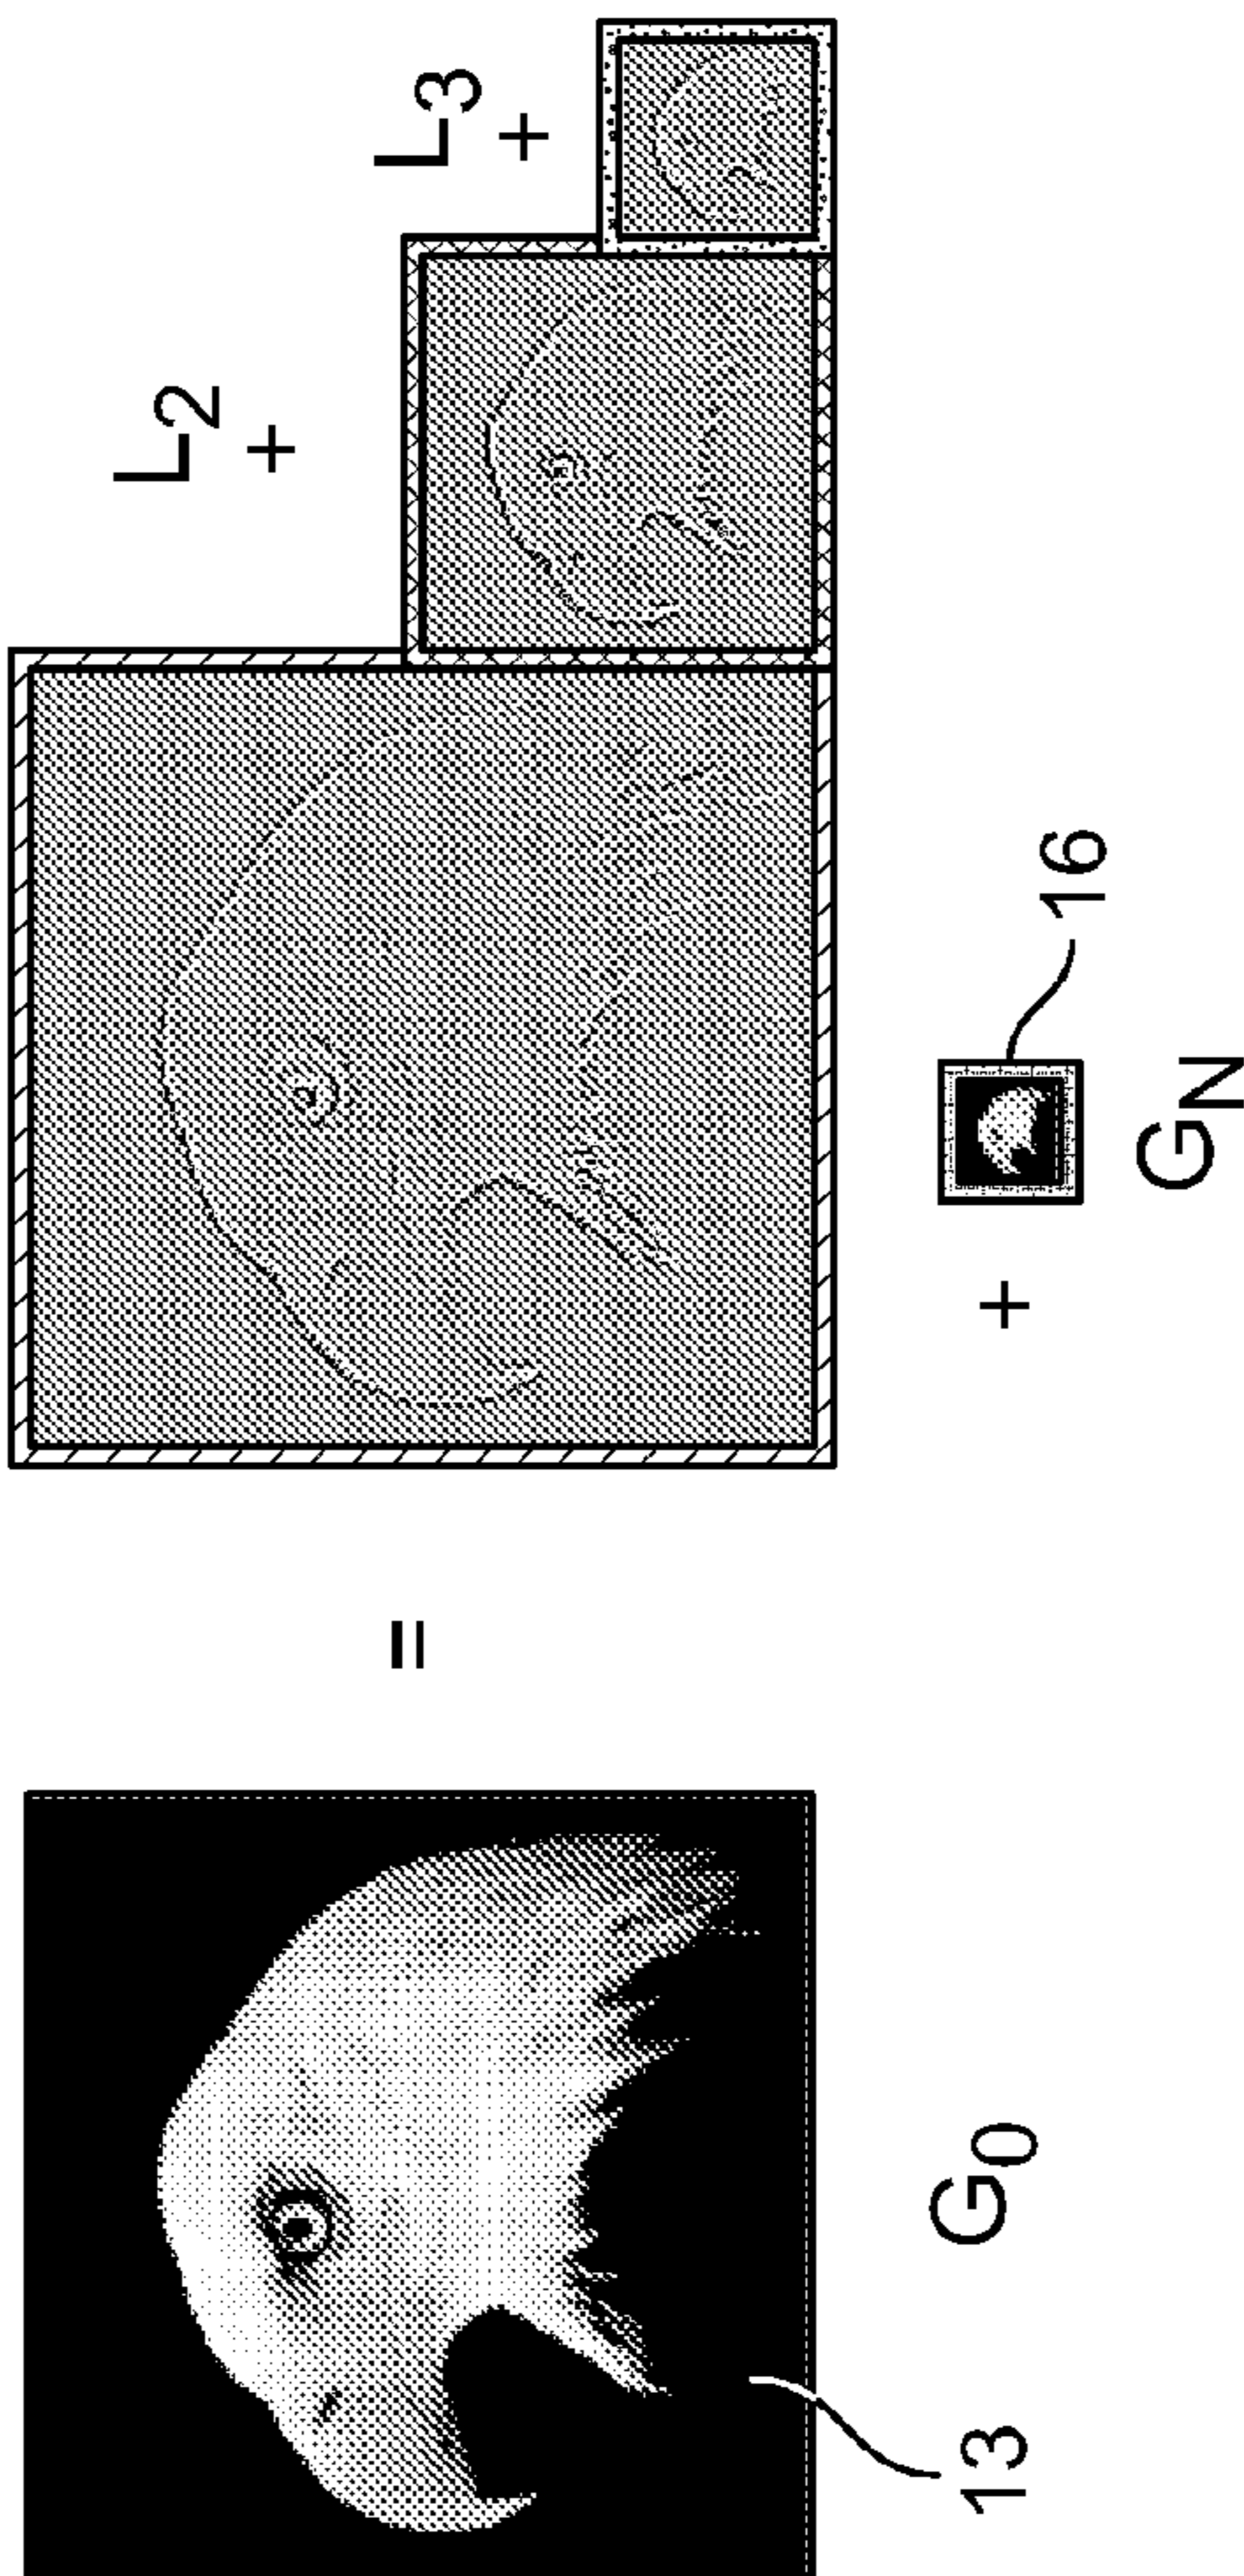 L3
+
L2
+
=
+
16
GN
G0
13